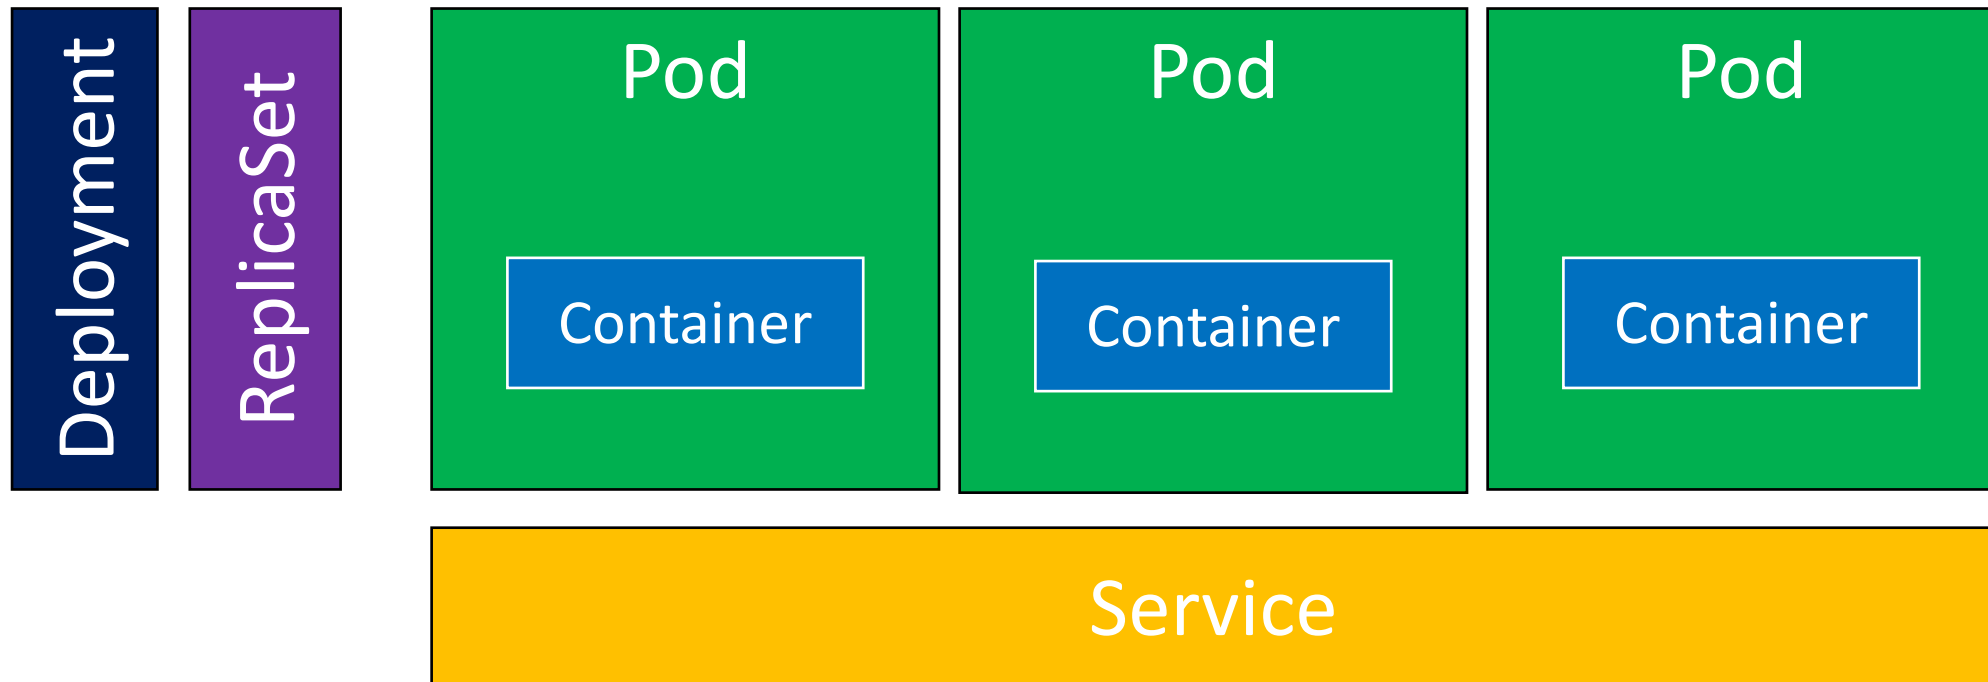 Deployment
ReplicaSet
Pod
Pod
Pod
Container
Container
Container
Service